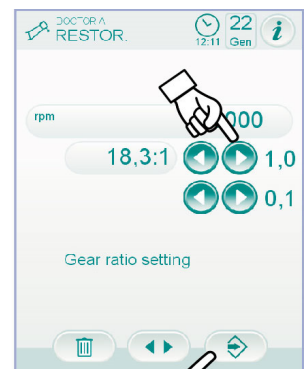 DOCTOR A
RESTOR.
12:11
22
Gen
i
rpm
000
18,3:1
1,0
0,1
Gear ratio setting